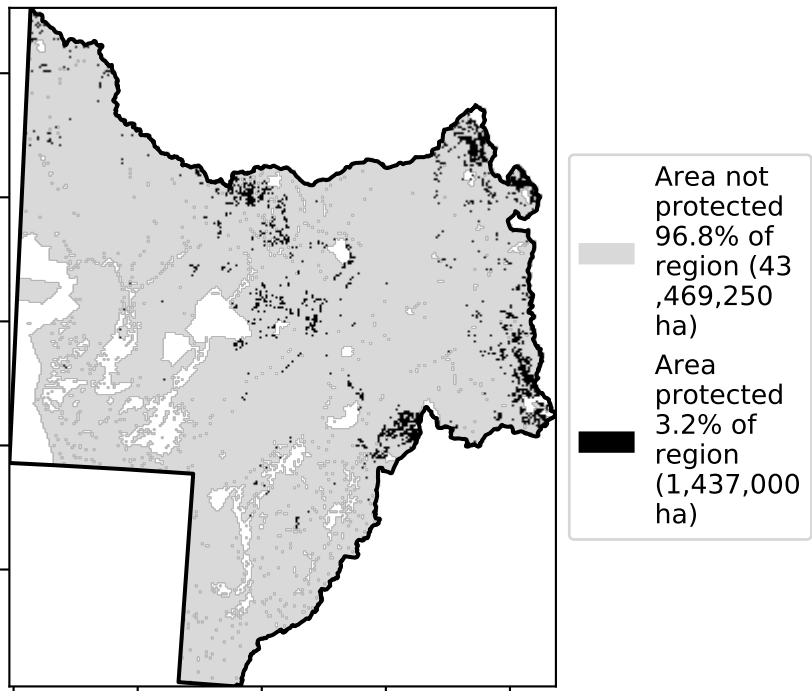 Area not
protected
96.8% of
region (43
,469,250
ha)
Area
protected
3.2% of
region
(1,437,000
ha)